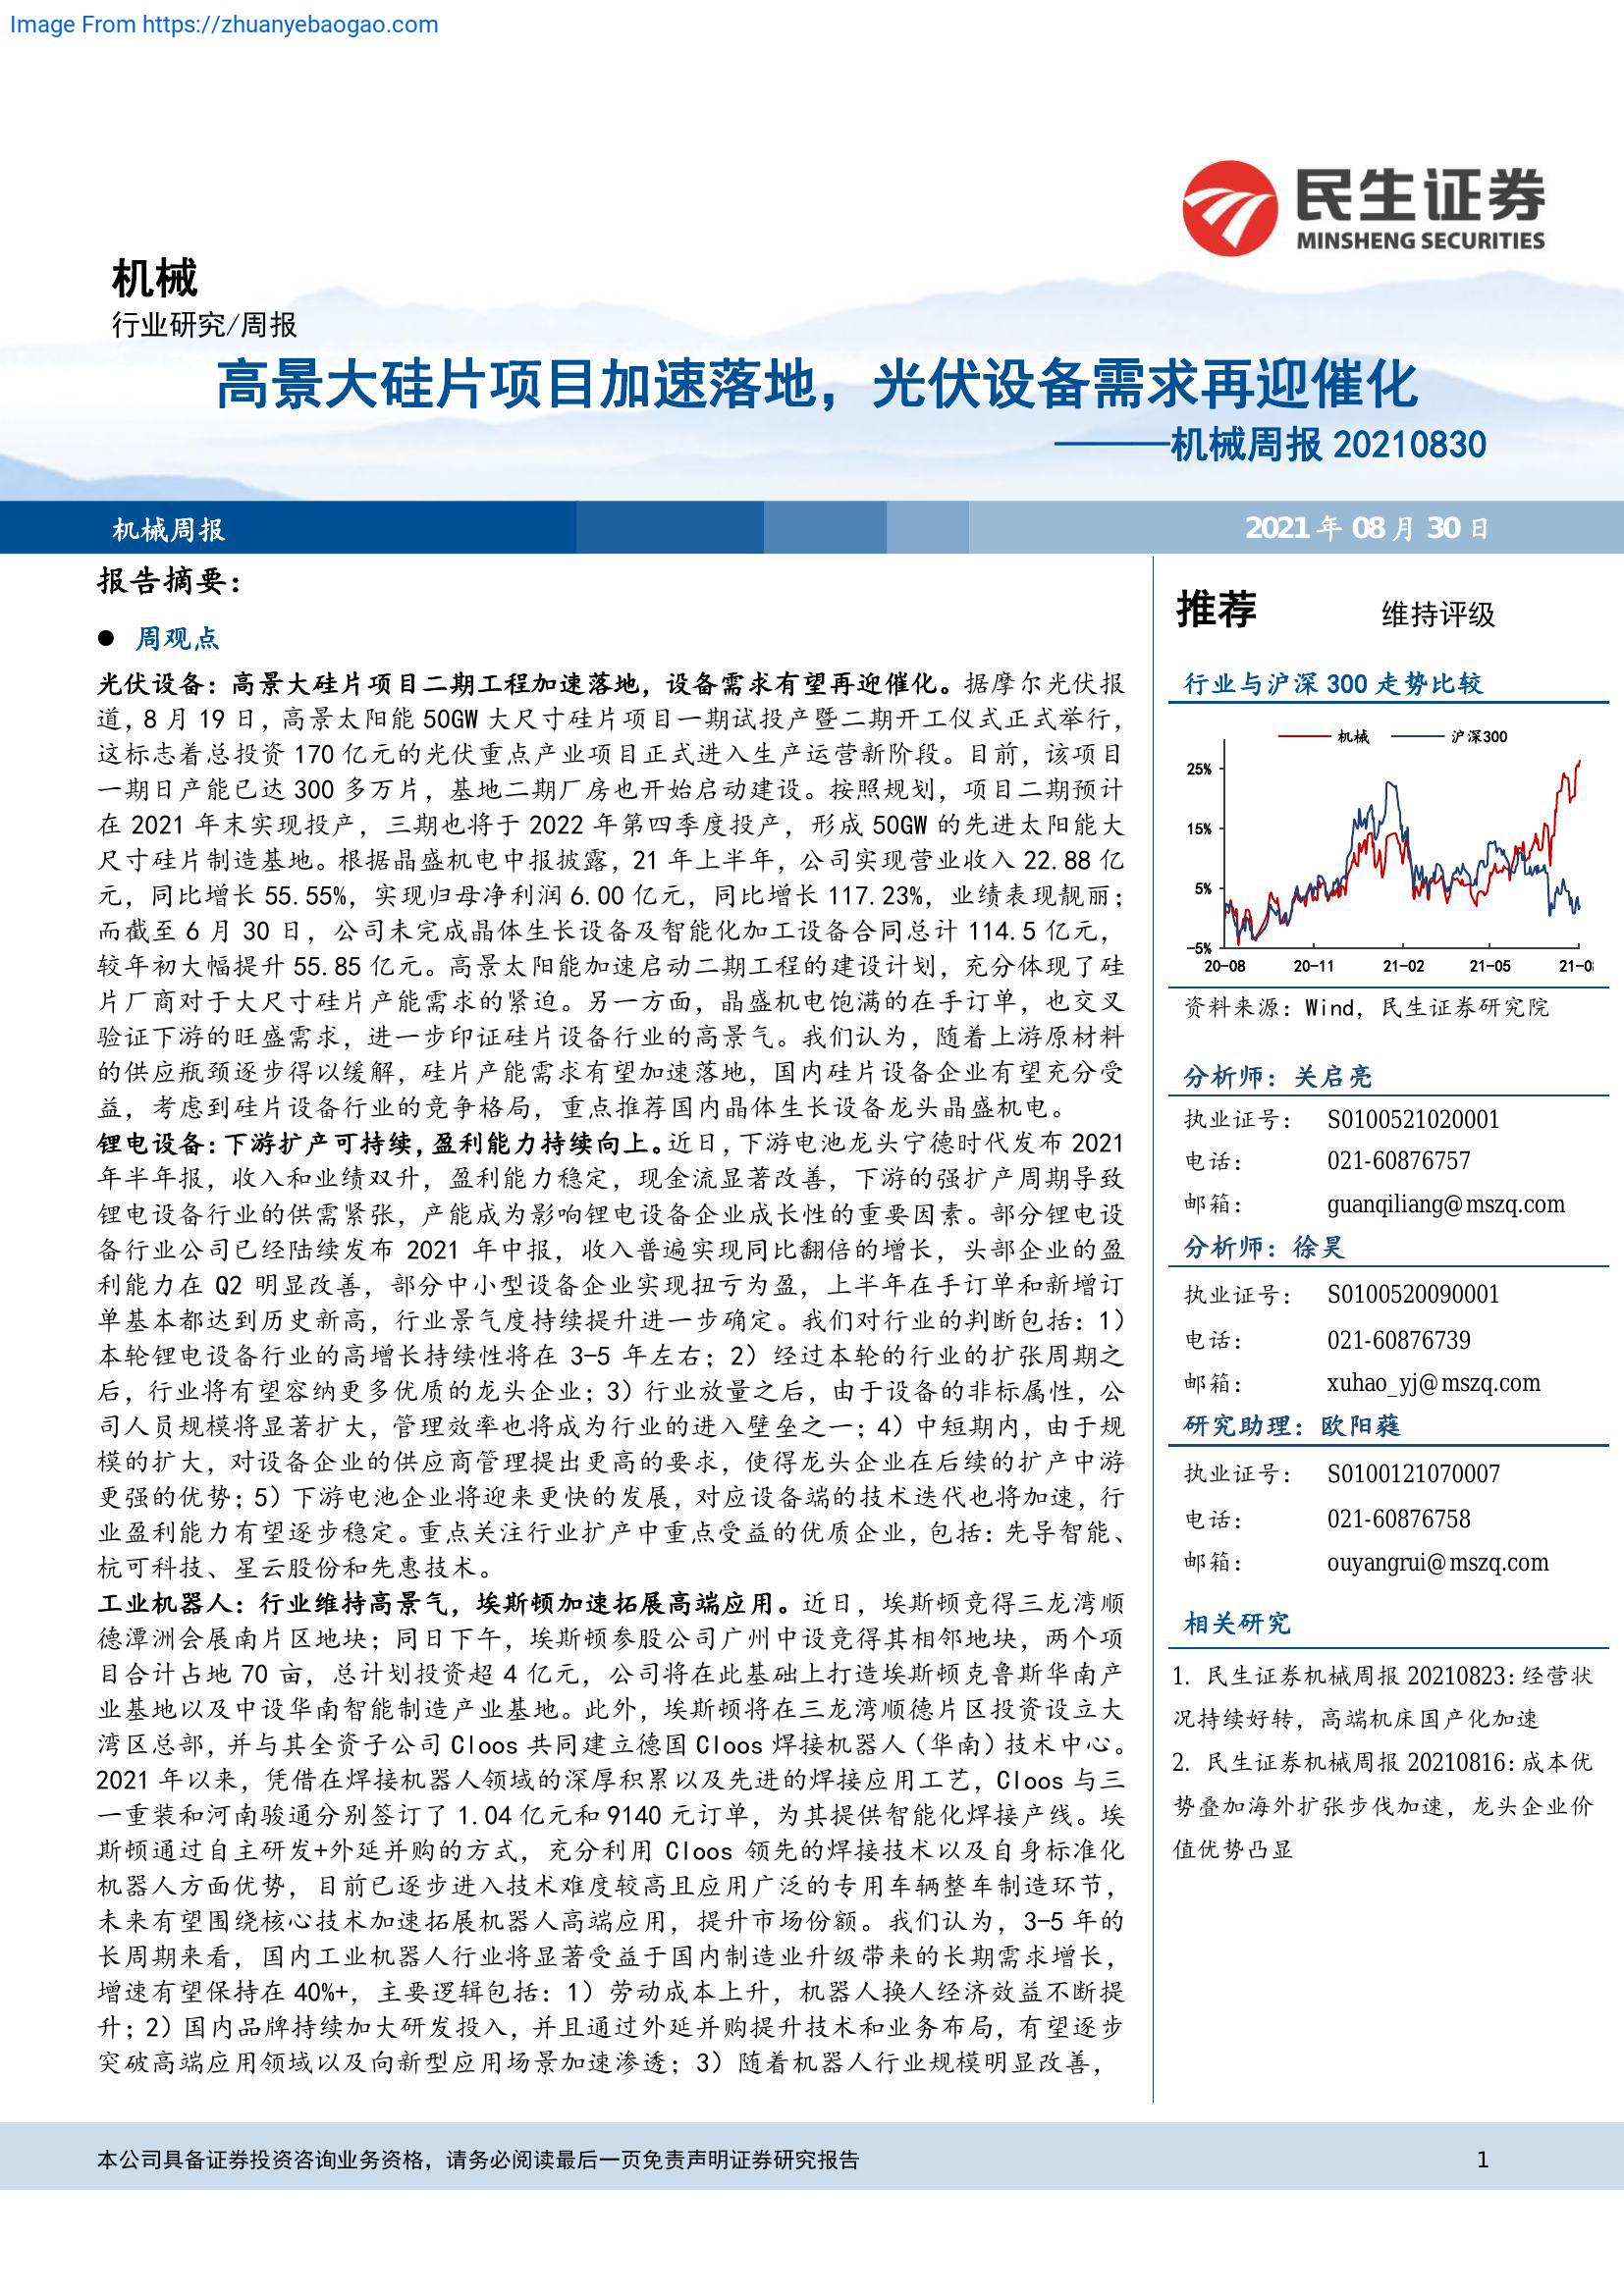 Image From https://zhuanyebaogao.com
民生证券
MINSHENG SECURITIES
机械
行业研究/周报
高景大硅片项目加速落地，光伏设备需求再迎催化
———机械周报 20210830
机械周报
2021 年 08 月 30 日
报告摘要：
● 周观点
光伏设备：高景大硅片项目二期工程加速落地，设备需求有望再迎催化。据摩尔光伏报
道，8 月 19 日，高景太阳能 50GW 大尺寸硅片项目一期试投产暨二期开工仪式正式举行，
这标志着总投资 170 亿元的光伏重点产业项目正式进入生产运营新阶段。目前，该项目
一期日产能已达 300 多万片，基地二期厂房也开始启动建设。按照规划，项目二期预计
在 2021 年末实现投产，三期也将于 2022 年第四季度投产，形成 50GW 的先进太阳能大
尺寸硅片制造基地。根据晶盛机电中报披露，21 年上半年，公司实现营业收入 22.88 亿
元，同比增长 55.55%，实现归母净利润 6.00 亿元，同比增长 117.23%，业绩表现靓丽；
而截至 6 月 30 日，公司未完成晶体生长设备及智能化加工设备合同总计 114.5 亿元，
较年初大幅提升 55.85 亿元。高景太阳能加速启动二期工程的建设计划，充分体现了硅
片厂商对于大尺寸硅片产能需求的紧迫。另一方面，晶盛机电饱满的在手订单，也交叉
验证下游的旺盛需求，进一步印证硅片设备行业的高景气。我们认为，随着上游原材料
的供应瓶颈逐步得以缓解，硅片产能需求有望加速落地，国内硅片设备企业有望充分受
益，考虑到硅片设备行业的竞争格局，重点推荐国内晶体生长设备龙头晶盛机电。
锂电设备：下游扩产可持续，盈利能力持续向上。近日，下游电池龙头宁德时代发布 2021
年半年报，收入和业绩双升，盈利能力稳定，现金流显著改善，下游的强扩产周期导致
锂电设备行业的供需紧张，产能成为影响锂电设备企业成长性的重要因素。部分锂电设
备行业公司已经陆续发布 2021 年中报，收入普遍实现同比翻倍的增长，头部企业的盈
利能力在 Q2 明显改善，部分中小型设备企业实现扭亏为盈，上半年在手订单和新增订
单基本都达到历史新高，行业景气度持续提升进一步确定。我们对行业的判断包括：1）
本轮锂电设备行业的高增长持续性将在 3-5 年左右；2）经过本轮的行业的扩张周期之
后，行业将有望容纳更多优质的龙头企业；3）行业放量之后，由于设备的非标属性，公
司人员规模将显著扩大，管理效率也将成为行业的进入壁垒之一；4）中短期内，由于规
模的扩大，对设备企业的供应商管理提出更高的要求，使得龙头企业在后续的扩产中游
更强的优势；5）下游电池企业将迎来更快的发展，对应设备端的技术迭代也将加速，行
业盈利能力有望逐步稳定。重点关注行业扩产中重点受益的优质企业，包括：先导智能、
杭可科技、星云股份和先惠技术。
工业机器人：行业维持高景气，埃斯顿加速拓展高端应用。近日，埃斯顿竞得三龙湾顺
德潭洲会展南片区地块；同日下午，埃斯顿参股公司广州中设竞得其相邻地块，两个项
目合计占地 70 亩，总计划投资超 4 亿元，公司将在此基础上打造埃斯顿克鲁斯华南产
业基地以及中设华南智能制造产业基地。此外，埃斯顿将在三龙湾顺德片区投资设立大
湾区总部，并与其全资子公司 Cloos 共同建立德国 Cloos 焊接机器人（华南）技术中心。
2021 年以来，凭借在焊接机器人领域的深厚积累以及先进的焊接应用工艺，Cloos 与三
一重装和河南骏通分别签订了 1.04 亿元和 9140 元订单，为其提供智能化焊接产线。埃
斯顿通过自主研发+外延并购的方式，充分利用 Cloos 领先的焊接技术以及自身标准化
机器人方面优势，目前已逐步进入技术难度较高且应用广泛的专用车辆整车制造环节，
未来有望围绕核心技术加速拓展机器人高端应用，提升市场份额。我们认为，3-5 年的
长周期来看，国内工业机器人行业将显著受益于国内制造业升级带来的长期需求增长，
增速有望保持在 40%+，主要逻辑包括：1）劳动成本上升，机器人换人经济效益不断提
升；2）国内品牌持续加大研发投入，并且通过外延并购提升技术和业务布局，有望逐步
突破高端应用领域以及向新型应用场景加速渗透；3）随着机器人行业规模明显改善，
推荐 维持评级
行业与沪深 300 走势比较
机械 沪深300
25%
15%
5%
-5%
20-08 20-11 21-02 21-05 21-0
资料来源：Wind，民生证券研究院
分析师：关启亮
执业证号： S0100521020001
电话： 021-60876757
邮箱： guanqiliang@mszq.com
分析师：徐昊
执业证号： S0100520090001
电话： 021-60876739
邮箱： xuhao_yj@mszq.com
研究助理：欧阳蕤
执业证号： S0100121070007
电话： 021-60876758
邮箱： ouyangrui@mszq.com
相关研究
1. 民生证券机械周报 20210823：经营状
况持续好转，高端机床国产化加速
2. 民生证券机械周报 20210816：成本优
势叠加海外扩张步伐加速，龙头企业价
值优势凸显
本公司具备证券投资咨询业务资格，请务必阅读最后一页免责声明证券研究报告 1